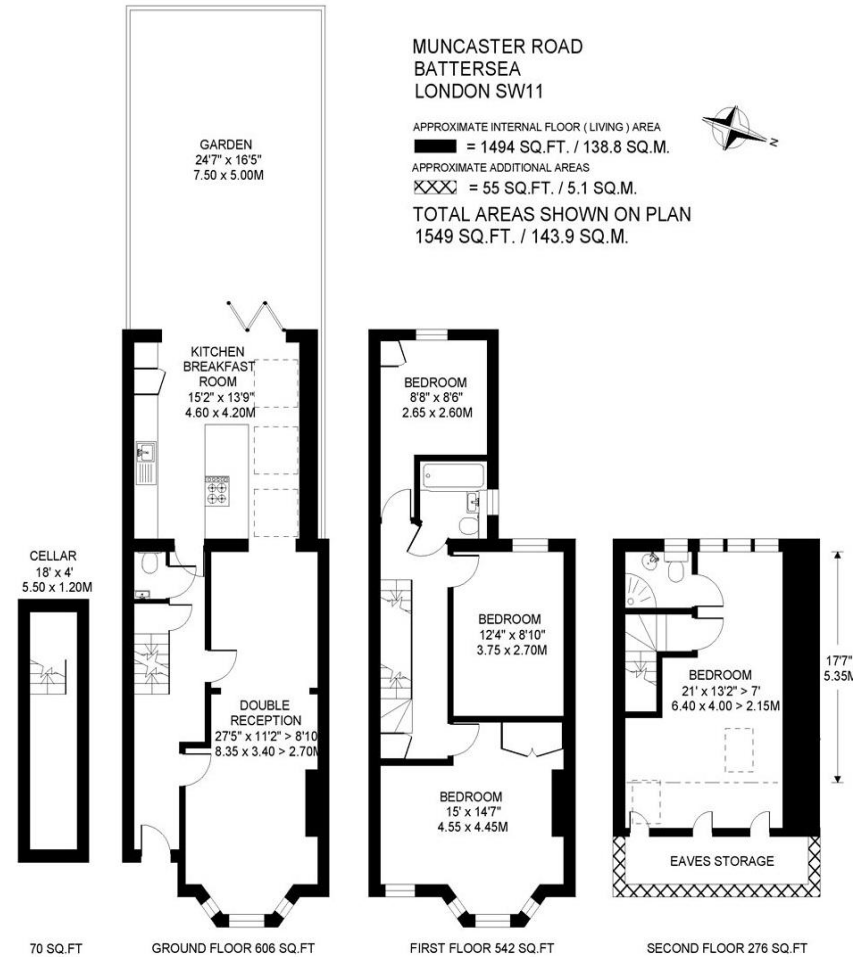 MUNCASTER ROAD
BATTERSEA
LONDON SW11
N
APPROXIMATE INTERNAL FLOOR ( LIVING ) AREA
= 1494 SQ.FT. / 138.8 SQ.M.
APPROXIMATE ADDITIONAL AREAS
= 55 SQ.FT. / 5.1 SQ.M.
TOTAL AREAS SHOWN ON PLAN
1549 SQ.FT. / 143.9 SQ.M.
GARDEN
24'7" x 16'5"
7.50 x 5.00M
KITCHEN
BREAKFAST
ROOM
15'2" x 13'9"
4.60 x 4.20M
CELLAR
18' x 4'
5.50 x 1.20M
DOUBLE
RECEPTION
27'5" x 11'2" > 8'10
8.35 x 3.40 > 2.70M
BEDROOM
8'8" x 8'6"
2.65 x 2.60M
BEDROOM
12'4" x 8'10"
3.75 x 2.70M
BEDROOM
15' x 14'7"
4.55 x 4.45M
BEDROOM
21' x 13'2" > 7'
6.40 x 4.00 > 2.15M
17'7"
5.35M
EAVES STORAGE
70 SQ.FT
GROUND FLOOR 606 SQ.FT
FIRST FLOOR 542 SQ.FT
SECOND FLOOR 276 SQ.FT